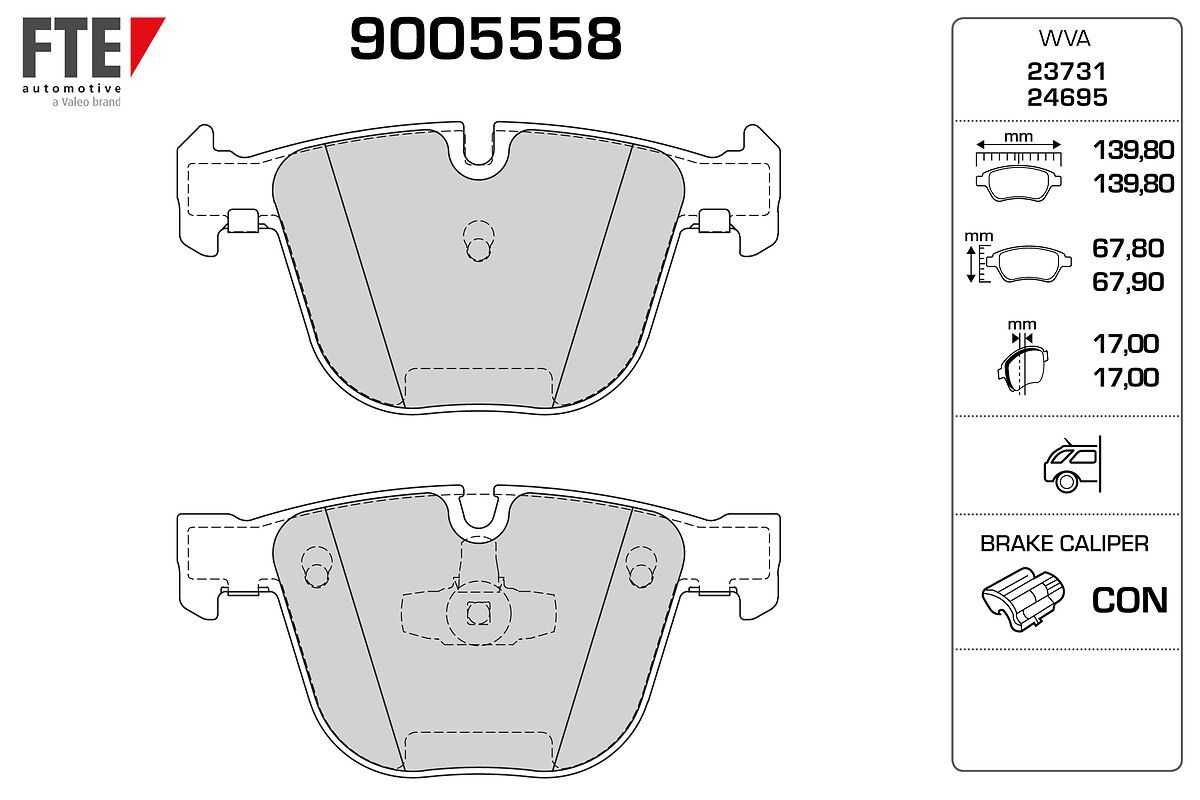 FTE
automotive
a Valeo brand
9005558
WVA
23731
24695
mm
139,80
139,80
mm
67,80
67,90
mm
17,00
17,00
BRAKE CALIPER
CON